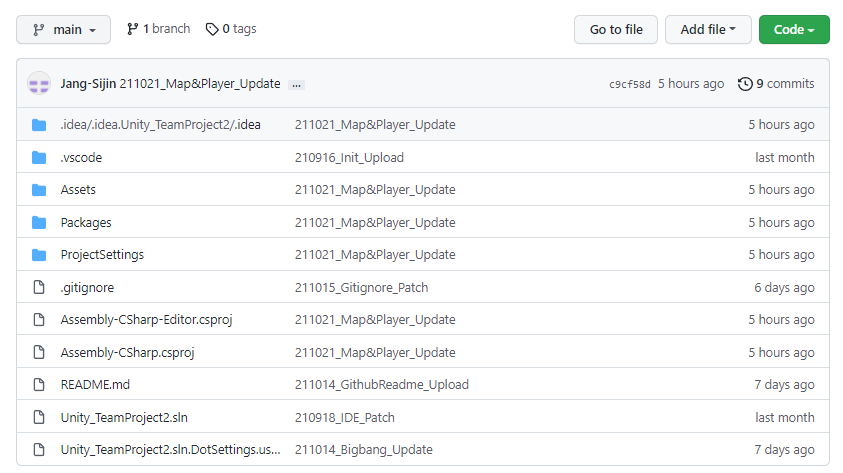 main 1 branch 0 tags Go to file Add file Code
Jang-Sijin 211021_Map&Player_Update ... c9cf58d 5 hours ago 9 commits
.idea/.idea.Unity_TeamProject2/.idea 211021_Map&Player_Update 5 hours ago
.vscode 210916_Init_Upload last month
Assets 211021_Map&Player_Update 5 hours ago
Packages 211021_Map&Player_Update 5 hours ago
ProjectSettings 211021_Map&Player_Update 5 hours ago
.gitignore 211015_Gitignore_Patch 6 days ago
Assembly-CSharp-Editor.csproj 211021_Map&Player_Update 5 hours ago
Assembly-CSharp.csproj 211021_Map&Player_Update 5 hours ago
README.md 211014_GithubReadme_Upload 7 days ago
Unity_TeamProject2.sln 210918_IDE_Patch last month
Unity_TeamProject2.sln.DotSettings.us... 211014_Bigbang_Update 7 days ago